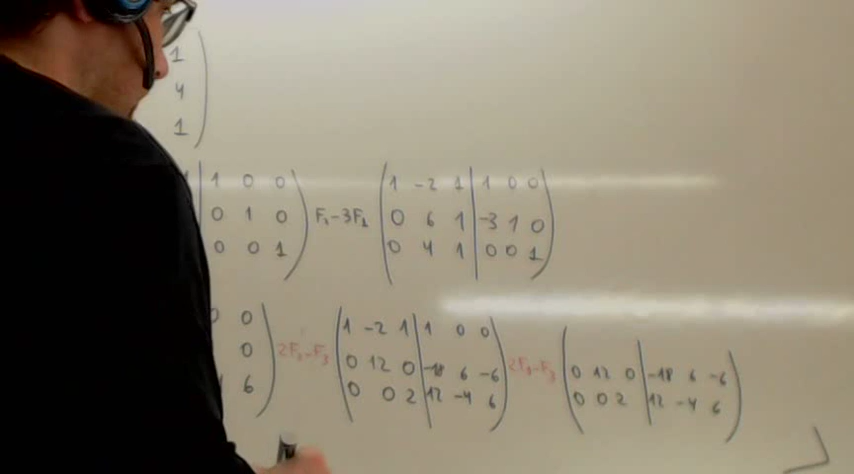 1
4
1
1 0 0
0 1 0 F₂-3F₁
0 0 1
1 -2 1 | 1 0 0
0 6 1 | -3 1 0
0 4 1 | 0 0 1
0 0
0 2F₂-F₃
6
1 -2 1 | 1 0 0
0 12 0 | -18 6 -6 2F₁-F₃
0 0 2 | 12 -4 6
0 12 0 | -18 6 -6
0 0 2 | 12 -4 6